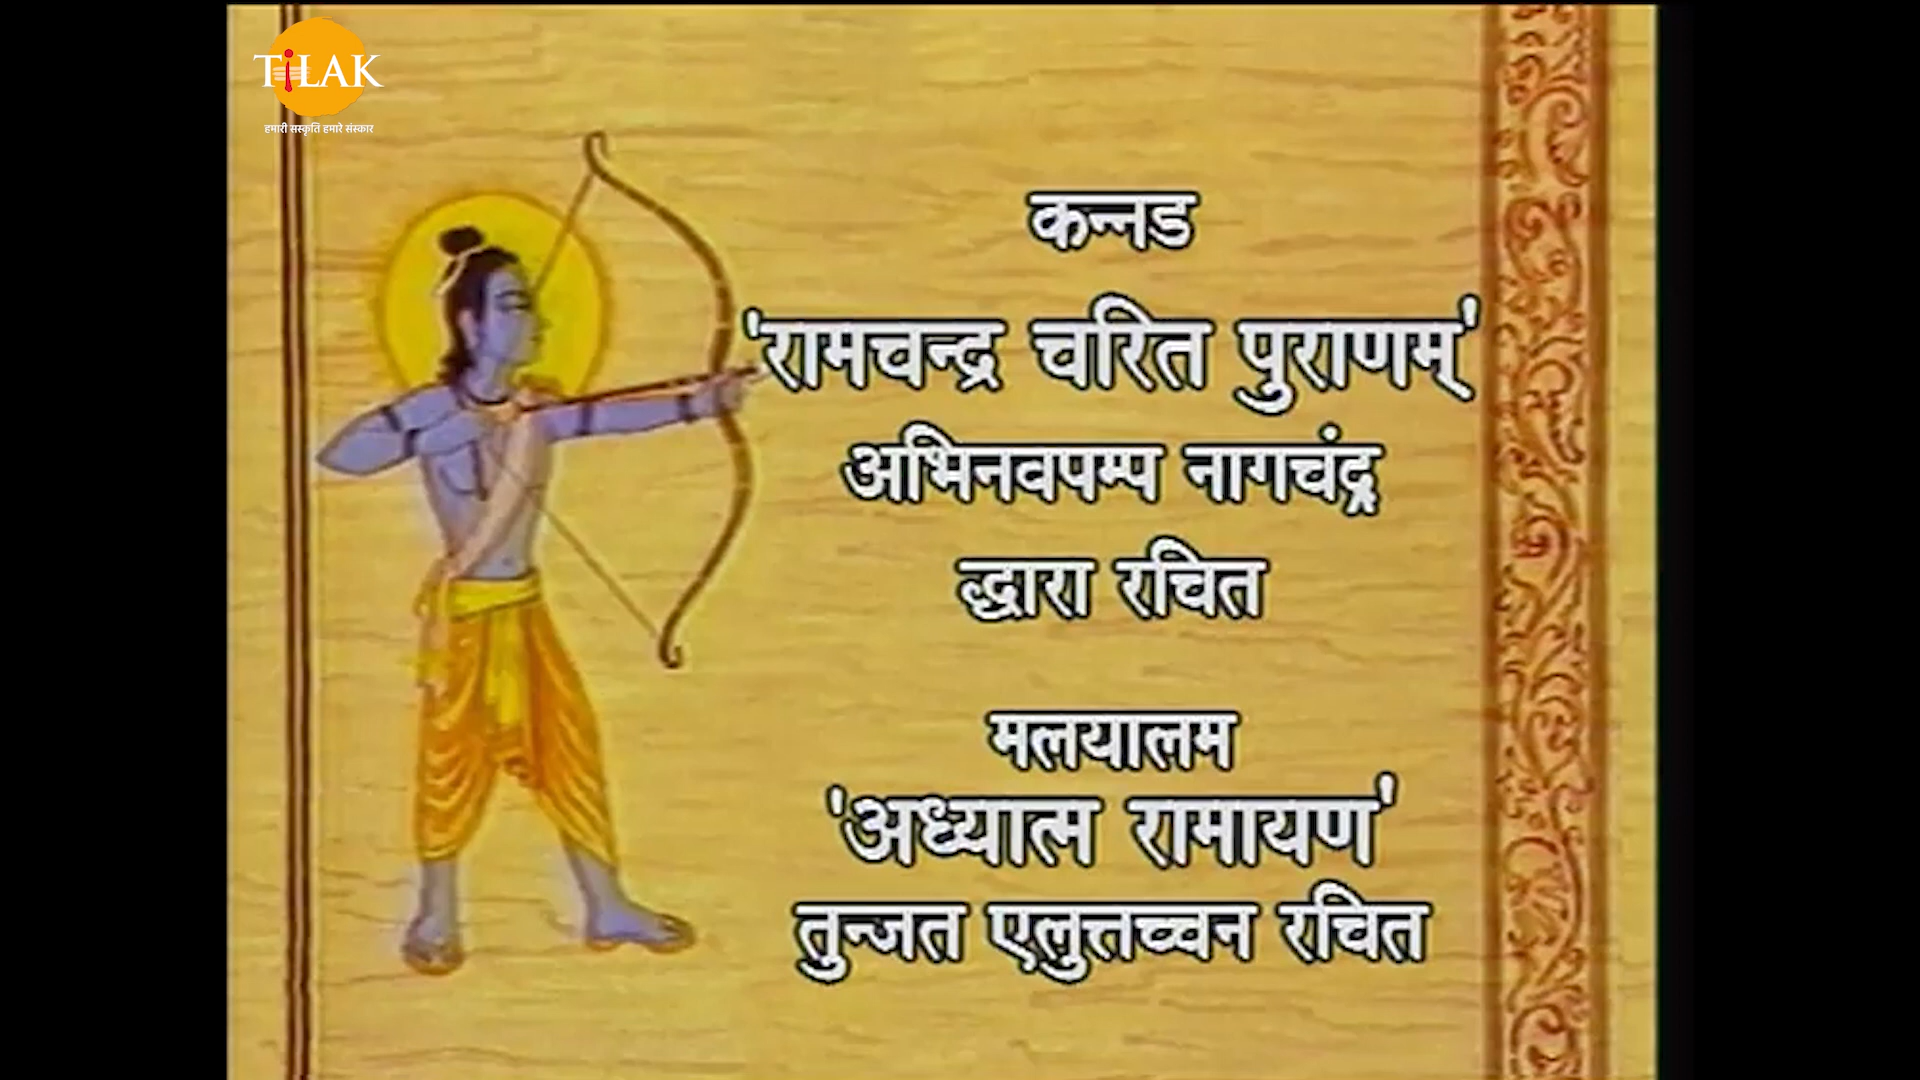 TiLAK
हमारी संस्कृति हमारे संस्कार
कन्नड
'रामचन्द्र चरित पुराणम्'
अभिनवपम्प नागचंद्र
द्धारा रचित
मलयालम
'अध्यात्म रामायण'
तुन्जत एलुत्तच्चन रचित